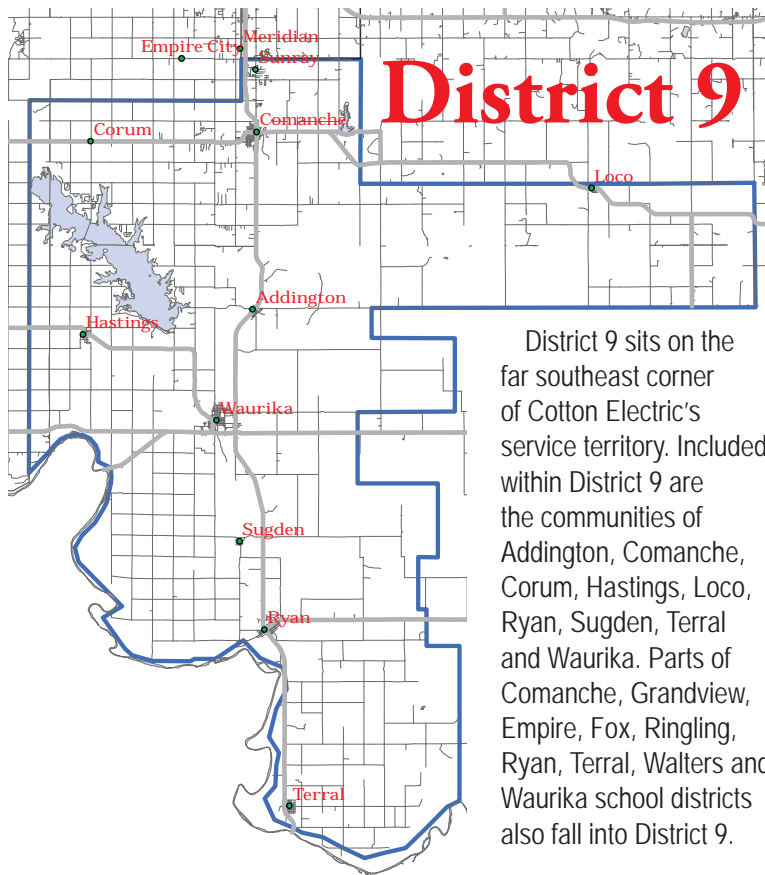 Meridian
Empire City
Sunray
District 9
Comanche
Corum
Loco
Addington
Hastings
Waurika
Sugden
Ryan
Terral
District 9 sits on the
far southeast corner
of Cotton Electric's
service territory. Included
within District 9 are
the communities of
Addington, Comanche,
Corum, Hastings, Loco,
Ryan, Sugden, Terral
and Waurika. Parts of
Comanche, Grandview,
Empire, Fox, Ringling,
Ryan, Terral, Walters and
Waurika school districts
also fall into District 9.